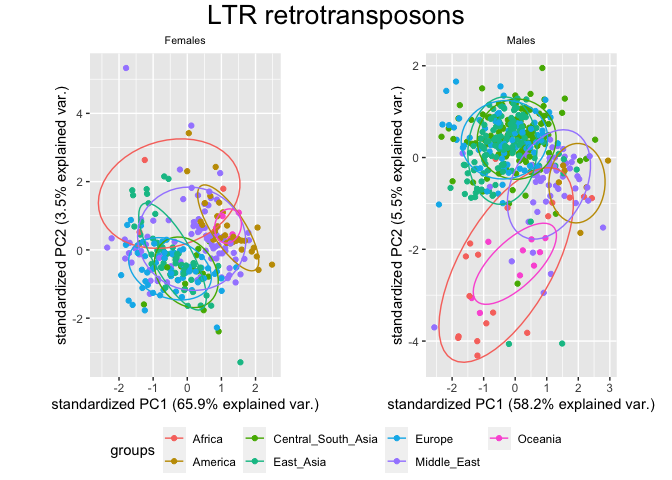 LTR retrotransposons
Females
Males
standardized PC2 (3.5% explained var.)
4
2
0
-2
-2
-1
0
1
2
standardized PC1 (65.9% explained var.)
standardized PC2 (5.5% explained var.)
2
0
-2
-4
-2
-1
0
1
2
3
standardized PC1 (58.2% explained var.)
groups
Africa
Central_South_Asia
Europe
Oceania
America
East_Asia
Middle_East